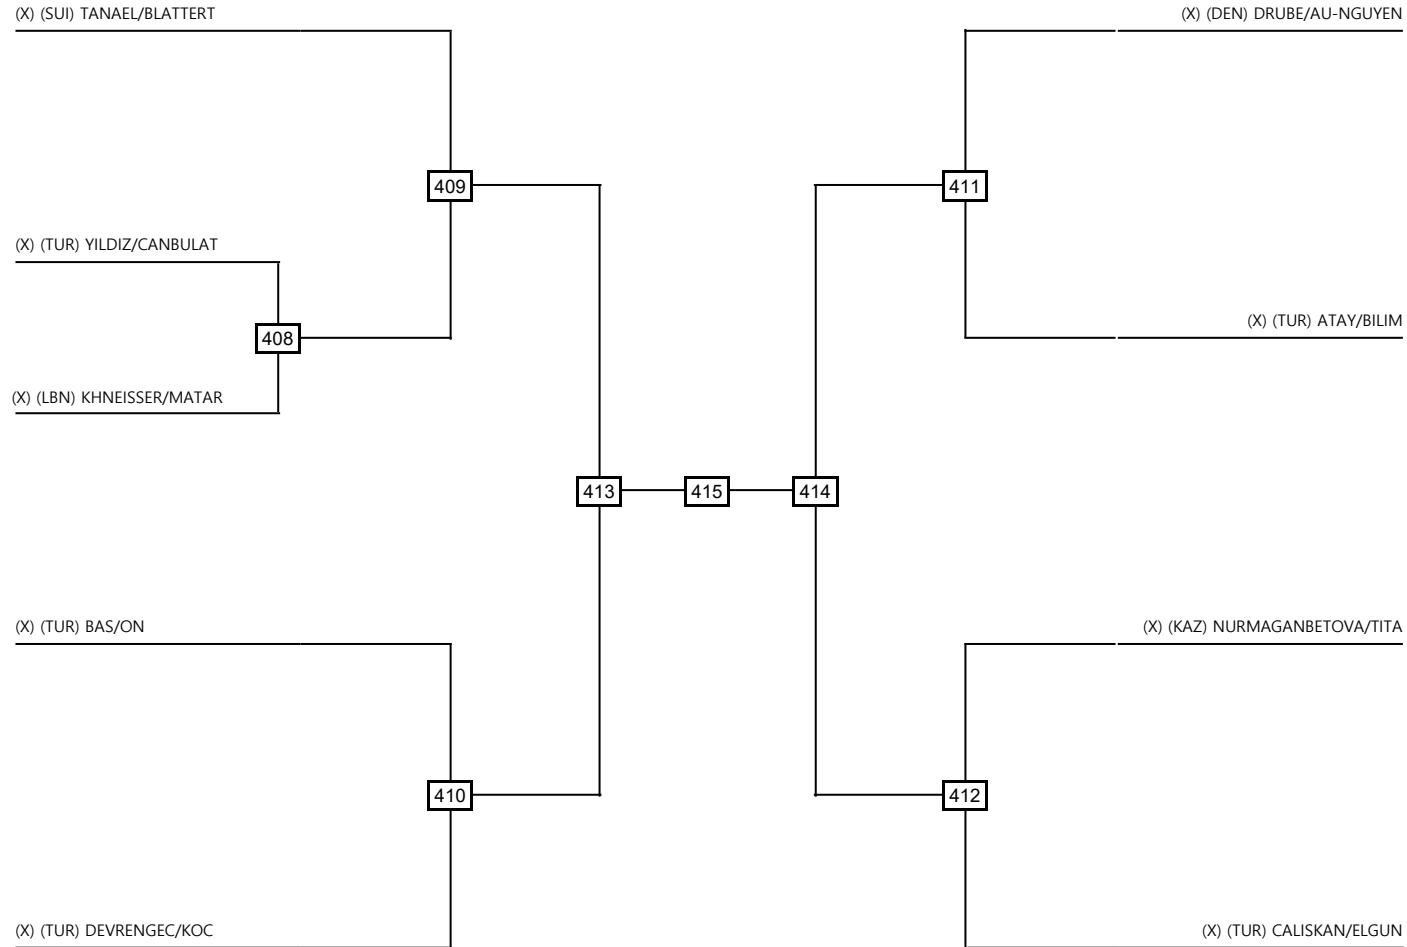 (X) (SUI) TANAEL/BLATTERT
(X) (DEN) DRUBE/AU-NGUYEN
409
411
(X) (TUR) YILDIZ/CANBULAT
(X) (TUR) ATAY/BILIM
408
(X) (LBN) KHNEISSER/MATAR
413
415
414
(X) (TUR) BAS/ON
(X) (KAZ) NURMAGANBETOVA/TITA
410
412
(X) (TUR) DEVRENGEC/KOC
(X) (TUR) CALISKAN/ELGUN